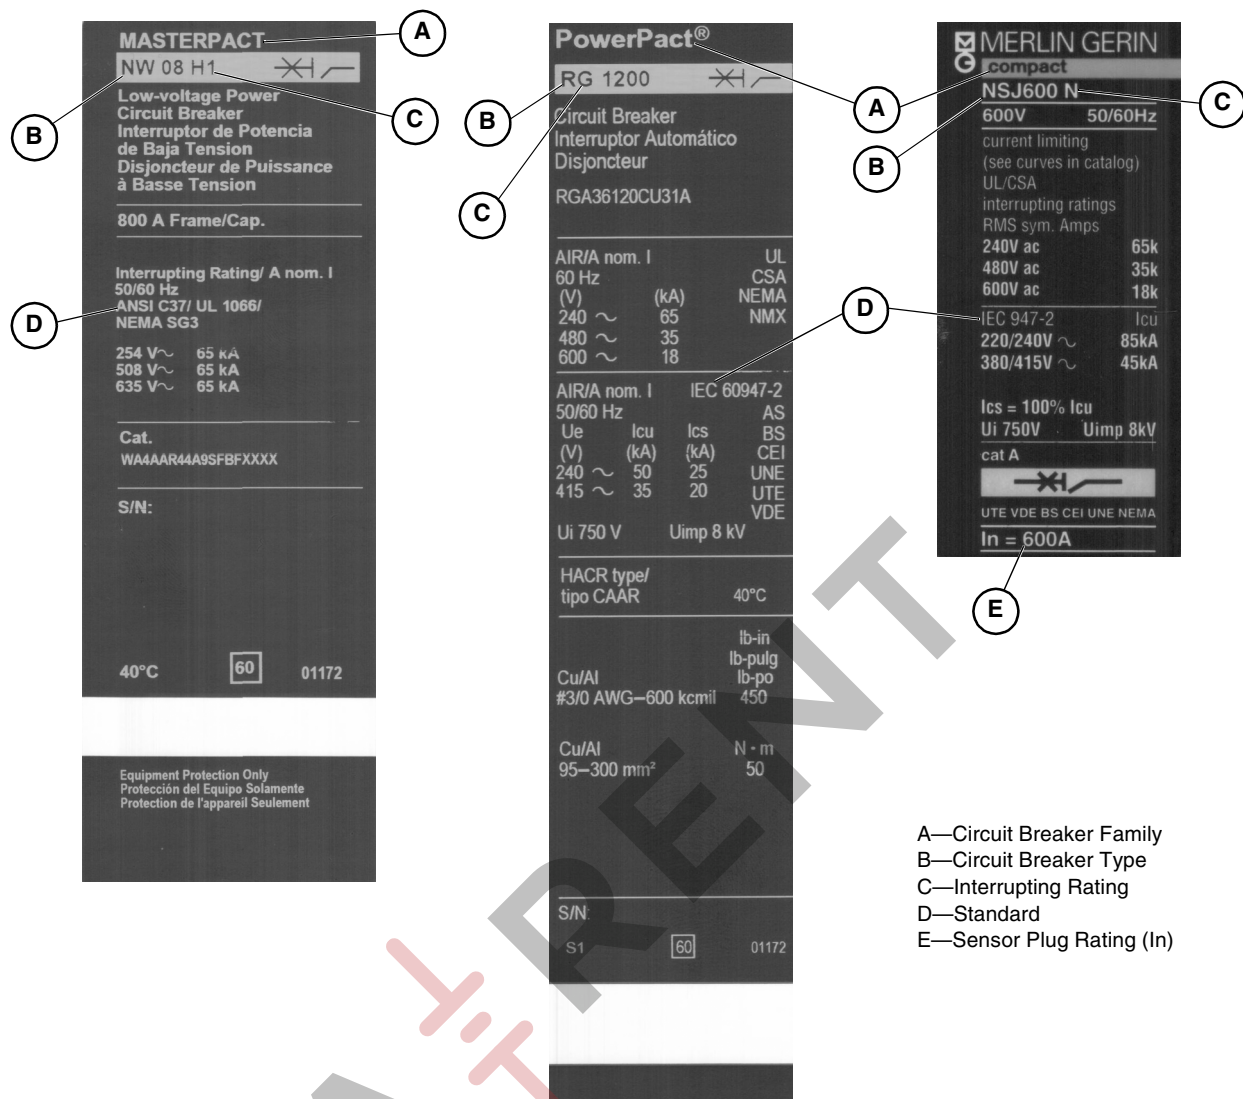 MASTERPACT
A
NW 08 H1
B
C
Low-voltage Power
Circuit Breaker
Interruptor de Potencia
de Baja Tension
Disjoncteur de Puissance
à Basse Tension
800 A Frame/Cap.
Interrupting Rating/ A nom. I
50/60 Hz
ANSI C37/ UL 1066/
NEMA SG3
D
254 V~ 65 kA
508 V~ 65 kA
635 V~ 65 kA
Cat.
WA4AAR44A9SFBFXXXX
S/N:
40°C 60 01172
Equipment Protection Only
Protección del Equipo Solamente
Protection de l'appareil Seulement
PowerPact®
RG 1200
A
B
C
Circuit Breaker
Interruptor Automático
Disjoncteur
RGA36120CU31A
AIR/A nom. I UL
60 Hz CSA
(V) (kA) NEMA
240 ~ 65 NMX
480 ~ 35
600 ~ 18
D
AIR/A nom. I IEC 60947-2
50/60 Hz AS
Ue Icu Ics BS
(V) (kA) (kA) CEI
240 ~ 50 25 UNE
415 ~ 35 20 UTE
VDE
Ui 750 V Uimp 8 kV
HACR type/
tipo CAAR 40°C
lb-in
lb-pulg
Cu/Al lb-po
#3/0 AWG–600 kcmil 450
Cu/Al N • m
95–300 mm² 50
S/N:
S1 60 01172
MERLIN GERIN
compact
NSJ600 N
B
C
600V 50/60Hz
current limiting
(see curves in catalog)
UL/CSA
interrupting ratings
RMS sym. Amps
240V ac 65k
480V ac 35k
600V ac 18k
IEC 947-2 Icu
220/240V ~ 85kA
380/415V ~ 45kA
Ics = 100% Icu
Ui 750V Uimp 8kV
cat A
UTE VDE BS CEI UNE NEMA
In = 600A
E
A—Circuit Breaker Family
B—Circuit Breaker Type
C—Interrupting Rating
D—Standard
E—Sensor Plug Rating (In)
RENT